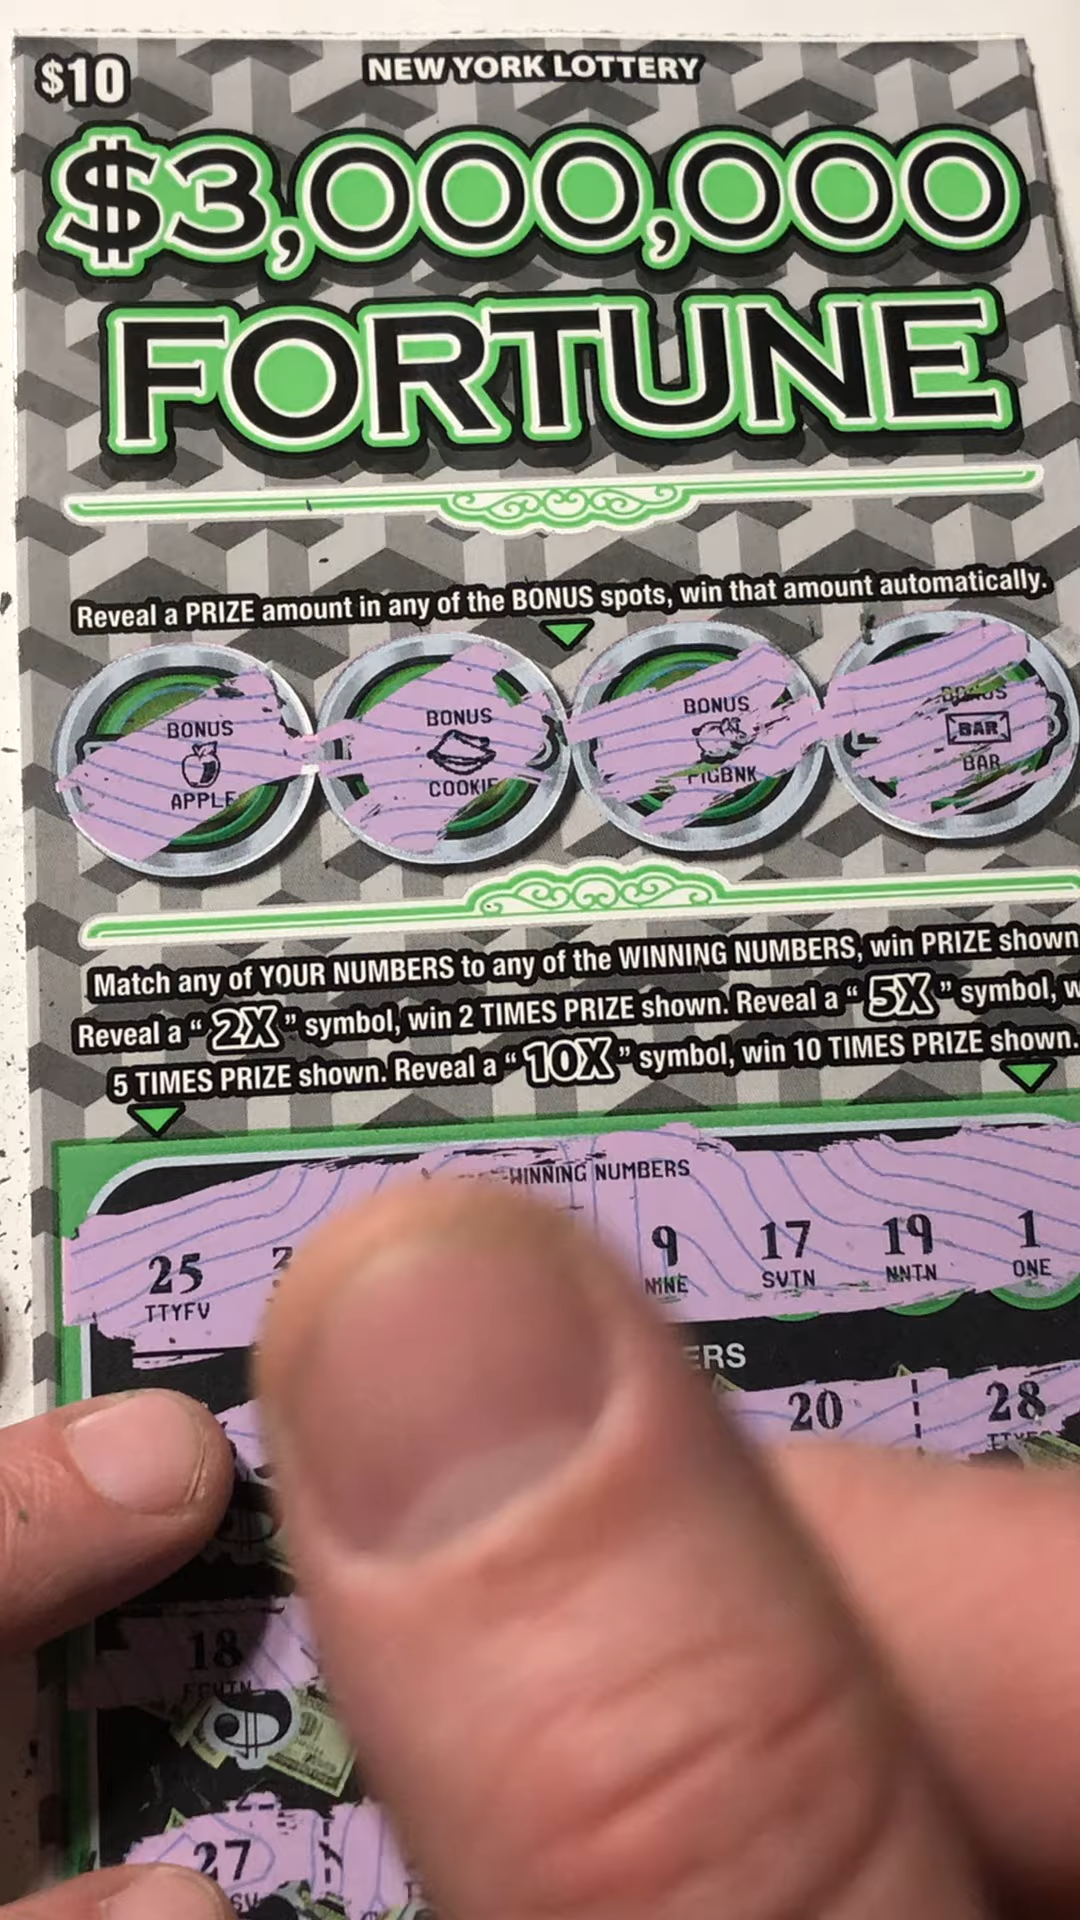 $10
NEW YORK LOTTERY
$3,000,000
FORTUNE
Reveal a PRIZE amount in any of the BONUS spots, win that amount automatically.
BONUS BONUS BONUS BONUS
BAR
APPLE COOKIE PIGBNK BAR
Match any of YOUR NUMBERS to any of the WINNING NUMBERS, win PRIZE shown
Reveal a "2X" symbol, win 2 TIMES PRIZE shown. Reveal a "5X" symbol,
5 TIMES PRIZE shown. Reveal a "10X" symbol, win 10 TIMES PRIZE shown.
WINNING NUMBERS
25 9 17 19 1
TTYFV NINE SVTN NNTN ONE
20 28
18
27